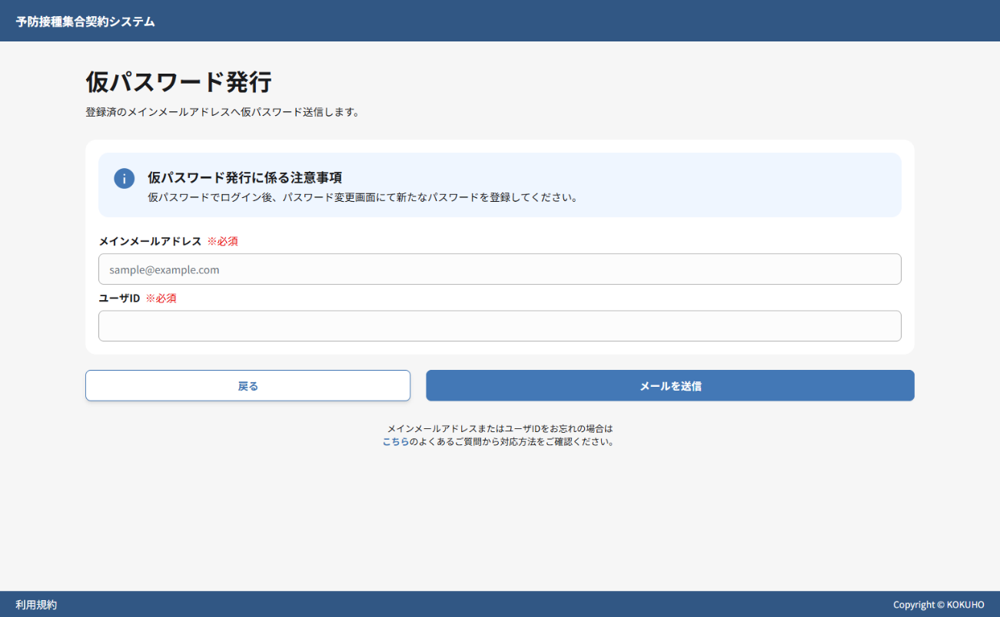 予防接種集合契約システム
仮パスワード発行
登録済のメインメールアドレスへ仮パスワード送信します。
仮パスワード発行に係る注意事項
仮パスワードでログイン後、パスワード変更画面にて新たなパスワードを登録してください。
メインメールアドレス ※必須
sample@example.com
ユーザID ※必須
戻る
メールを送信
メインメールアドレスまたはユーザIDをお忘れの場合は
こちらのよくあるご質問から対応方法をご確認ください。
利用規約
Copyright © KOKUHO